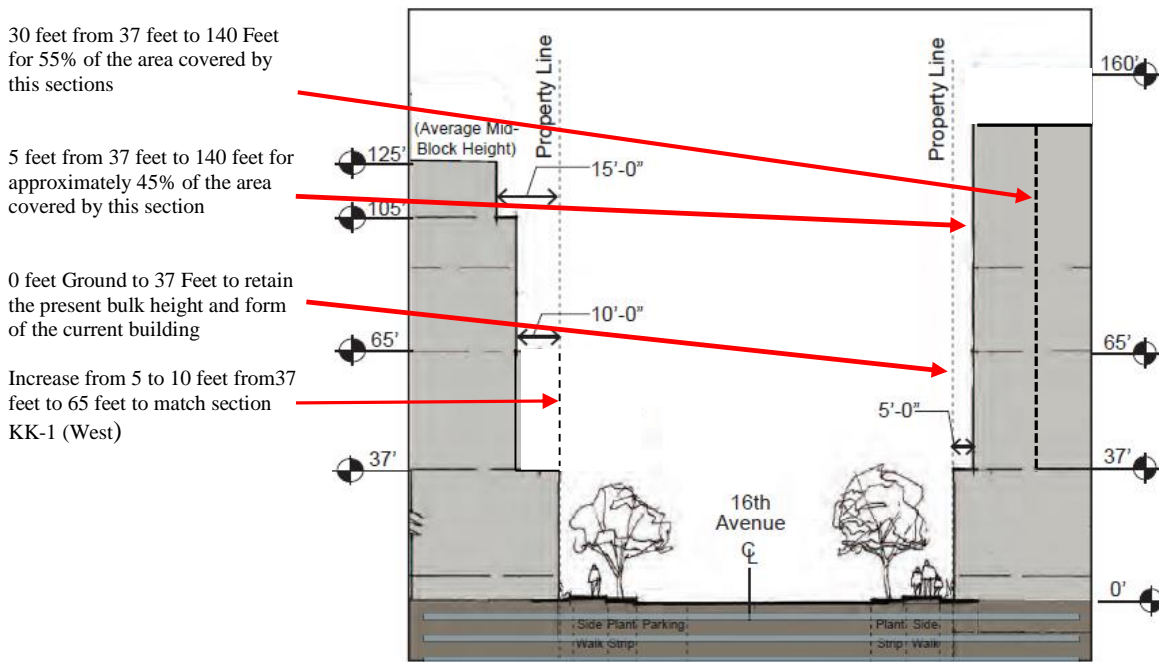 30 feet from 37 feet to 140 Feet
for 55% of the area covered by
this sections
5 feet from 37 feet to 140 feet for
approximately 45% of the area
covered by this section
0 feet Ground to 37 Feet to retain
the present bulk height and form
of the current building
Increase from 5 to 10 feet from37
feet to 65 feet to match section
KK-1 (West)
(Average Mid-
Block Height)
125'
105'
65'
37'
Property Line
15'-0"
10'-0"
16th
Avenue
CL
Property Line
5'-0"
160'
65'
37'
0'
Side Plant Parking
Walk Strip
Plant Side
Strip Walk